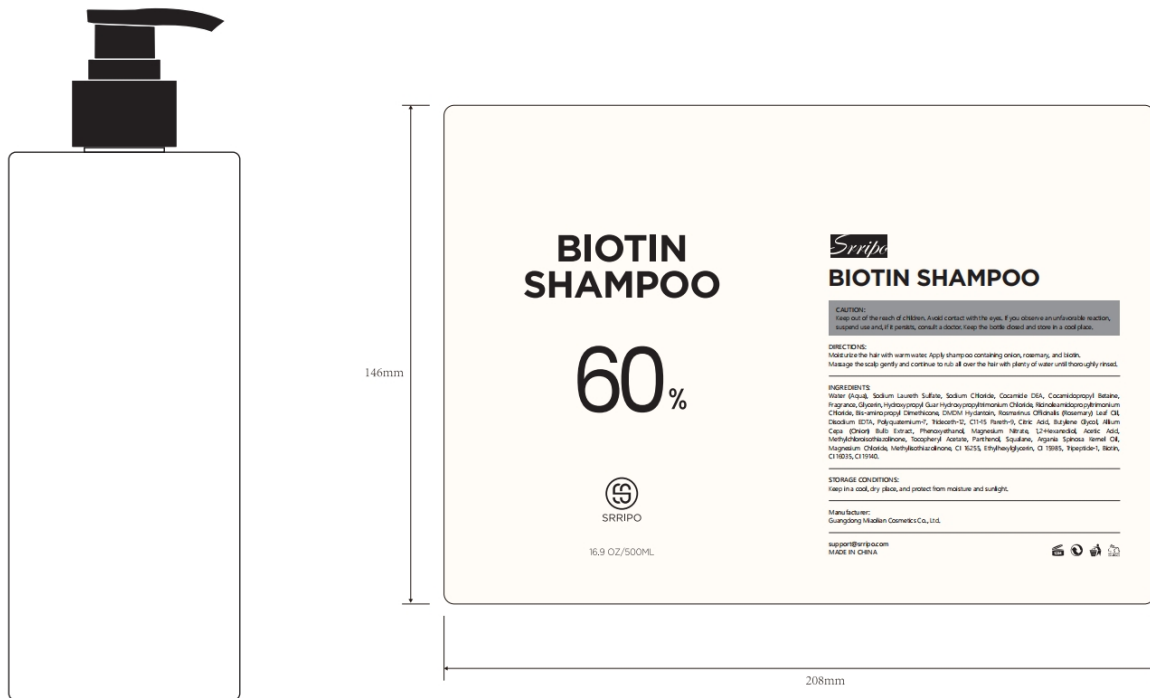 BIOTIN
SHAMPOO
60%
SRRIPO
16.9 OZ/500ML
Srripo
BIOTIN SHAMPOO
CAUTION:
Keep out of the reach of children. Avoid contact with the eyes. If you observe an unfavorable reaction,
suspend use and, if it persists, consult a doctor. Keep the bottle closed and store in a cool place.
DIRECTIONS:
Moisturize the hair with warm water. Apply shampoo containing onion, rosemary, and biotin.
Massage the scalp gently and continue to rub all over the hair with plenty of water until thoroughly rinsed.
INGREDIENTS:
Water (Aqua), Sodium Laureth Sulfate, Sodium Chloride, Cocamide DEA, Cocamidopropyl Betaine,
Fragrance, Glycerin, Hydroxypropyl Guar Hydroxypropyltrimonium Chloride, Ricinoleamidopropyltrimonium
Chloride, Bis-aminopropyl Dimethicone, DMDM Hydantoin, Rosmarinus Officinalis (Rosemary) Leaf Oil,
Disodium EDTA, Polyquaternium-7, Trideceth-12, C11-15 Pareth-9, Citric Acid, Butylene Glycol, Allium
Cepa (Onion) Bulb Extract, Phenoxyethanol, Magnesium Nitrate, 1,2-Hexanediol, Acetic Acid,
Methylchloroisothiazolinone, Tocopheryl Acetate, Panthenol, Squalane, Argania Spinosa Kernel Oil,
Magnesium Chloride, Methylisothiazolinone, CI 16255, Ethylhexylglycerin, CI 15985, Tripeptide-1, Biotin,
CI 16035, CI 19140.
STORAGE CONDITIONS:
Keep in a cool, dry place, and protect from moisture and sunlight.
Manufacturer:
Guangdong Miaolian Cosmetics Co., Ltd.
support@srripo.com
MADE IN CHINA
146mm
208mm